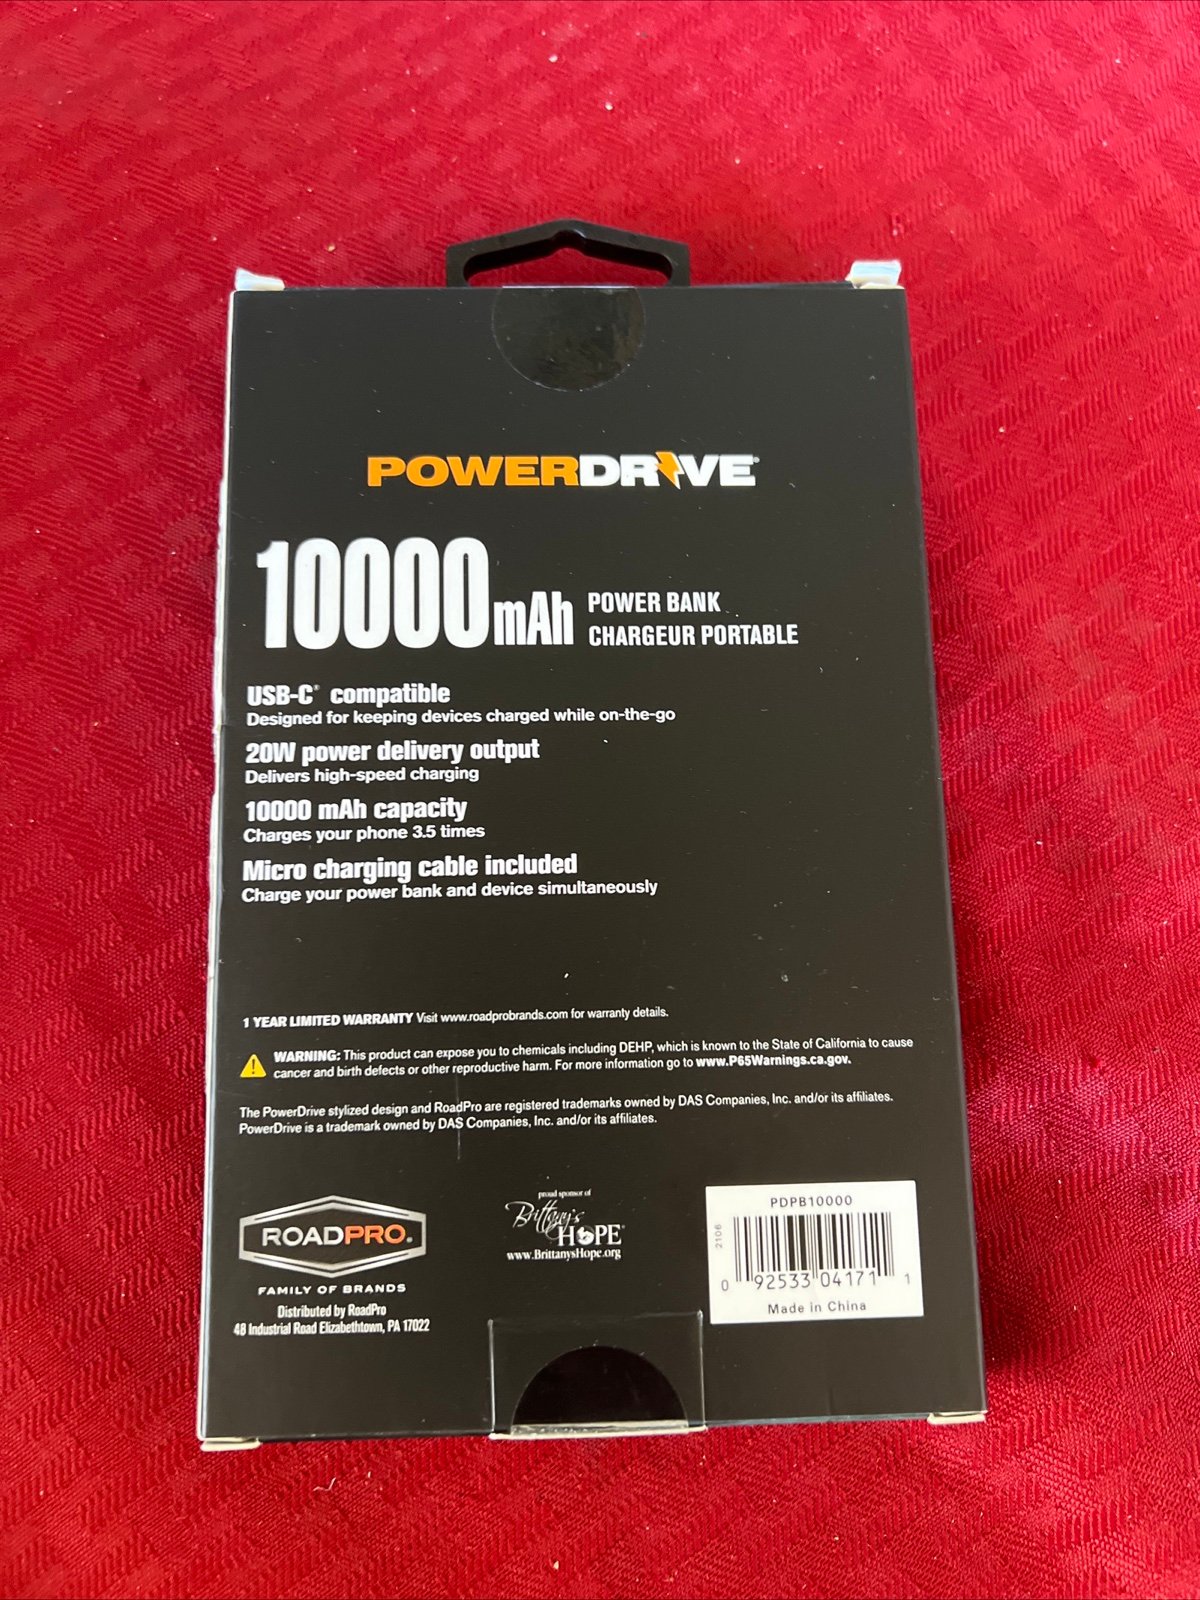 POWERDRIVE®
10000mAh
POWER BANK
CHARGEUR PORTABLE
USB-C® compatible
Designed for keeping devices charged while on-the-go
20W power delivery output
Delivers high-speed charging
10000 mAh capacity
Charges your phone 3.5 times
Micro charging cable included
Charge your power bank and device simultaneously
1 YEAR LIMITED WARRANTY Visit www.roadprobrands.com for warranty details.
WARNING: This product can expose you to chemicals including DEHP, which is known to the State of California to cause
cancer and birth defects or other reproductive harm. For more information go to www.P65Warnings.ca.gov.
The PowerDrive stylized design and RoadPro are registered trademarks owned by DAS Companies, Inc. and/or its affiliates.
PowerDrive is a trademark owned by DAS Companies, Inc. and/or its affiliates.
ROADPRO®
FAMILY OF BRANDS
Distributed by RoadPro
48 Industrial Road Elizabethtown, PA 17022
proud sponsor of
Brittany's
HOPE®
www.BrittanysHope.org
PDPB10000
2106
0 92533 04171 1
Made in China